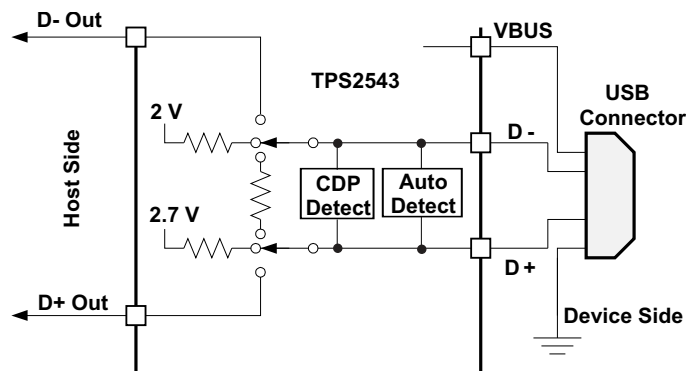 D- Out
VBUS
TPS2543
USB
Connector
2 V
D -
Host Side
CDP
Detect
Auto
Detect
2.7 V
D +
D+ Out
Device Side